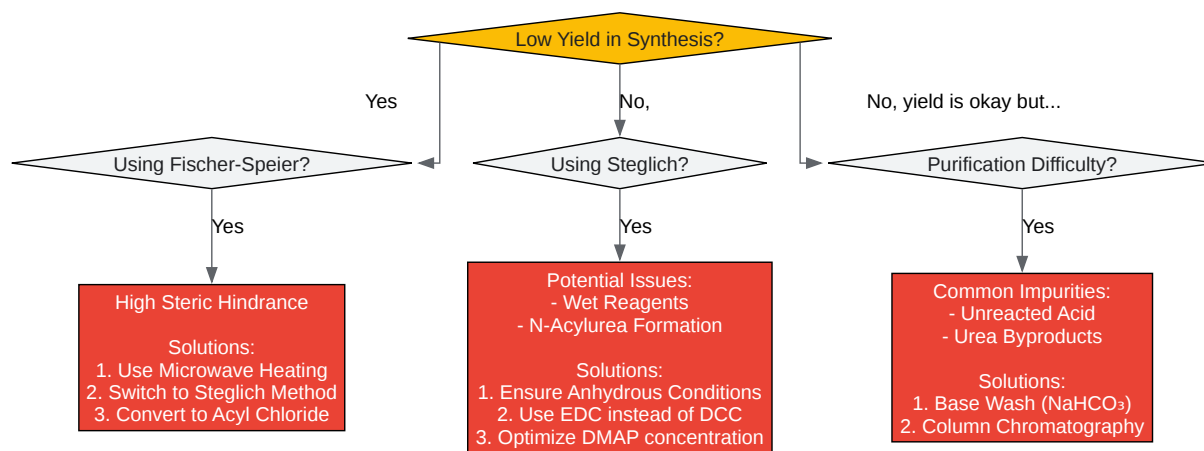 Low Yield in Synthesis?
Yes
No,
No, yield is okay but...
Using Fischer-Speier?
Using Steglich?
Purification Difficulty?
Yes
Yes
Yes
High Steric Hindrance
Solutions:
1. Use Microwave Heating
2. Switch to Steglich Method
3. Convert to Acyl Chloride
Potential Issues:
- Wet Reagents
- N-Acylurea Formation
Solutions:
1. Ensure Anhydrous Conditions
2. Use EDC instead of DCC
3. Optimize DMAP concentration
Common Impurities:
- Unreacted Acid
- Urea Byproducts
Solutions:
1. Base Wash (NaHCO₃)
2. Column Chromatography